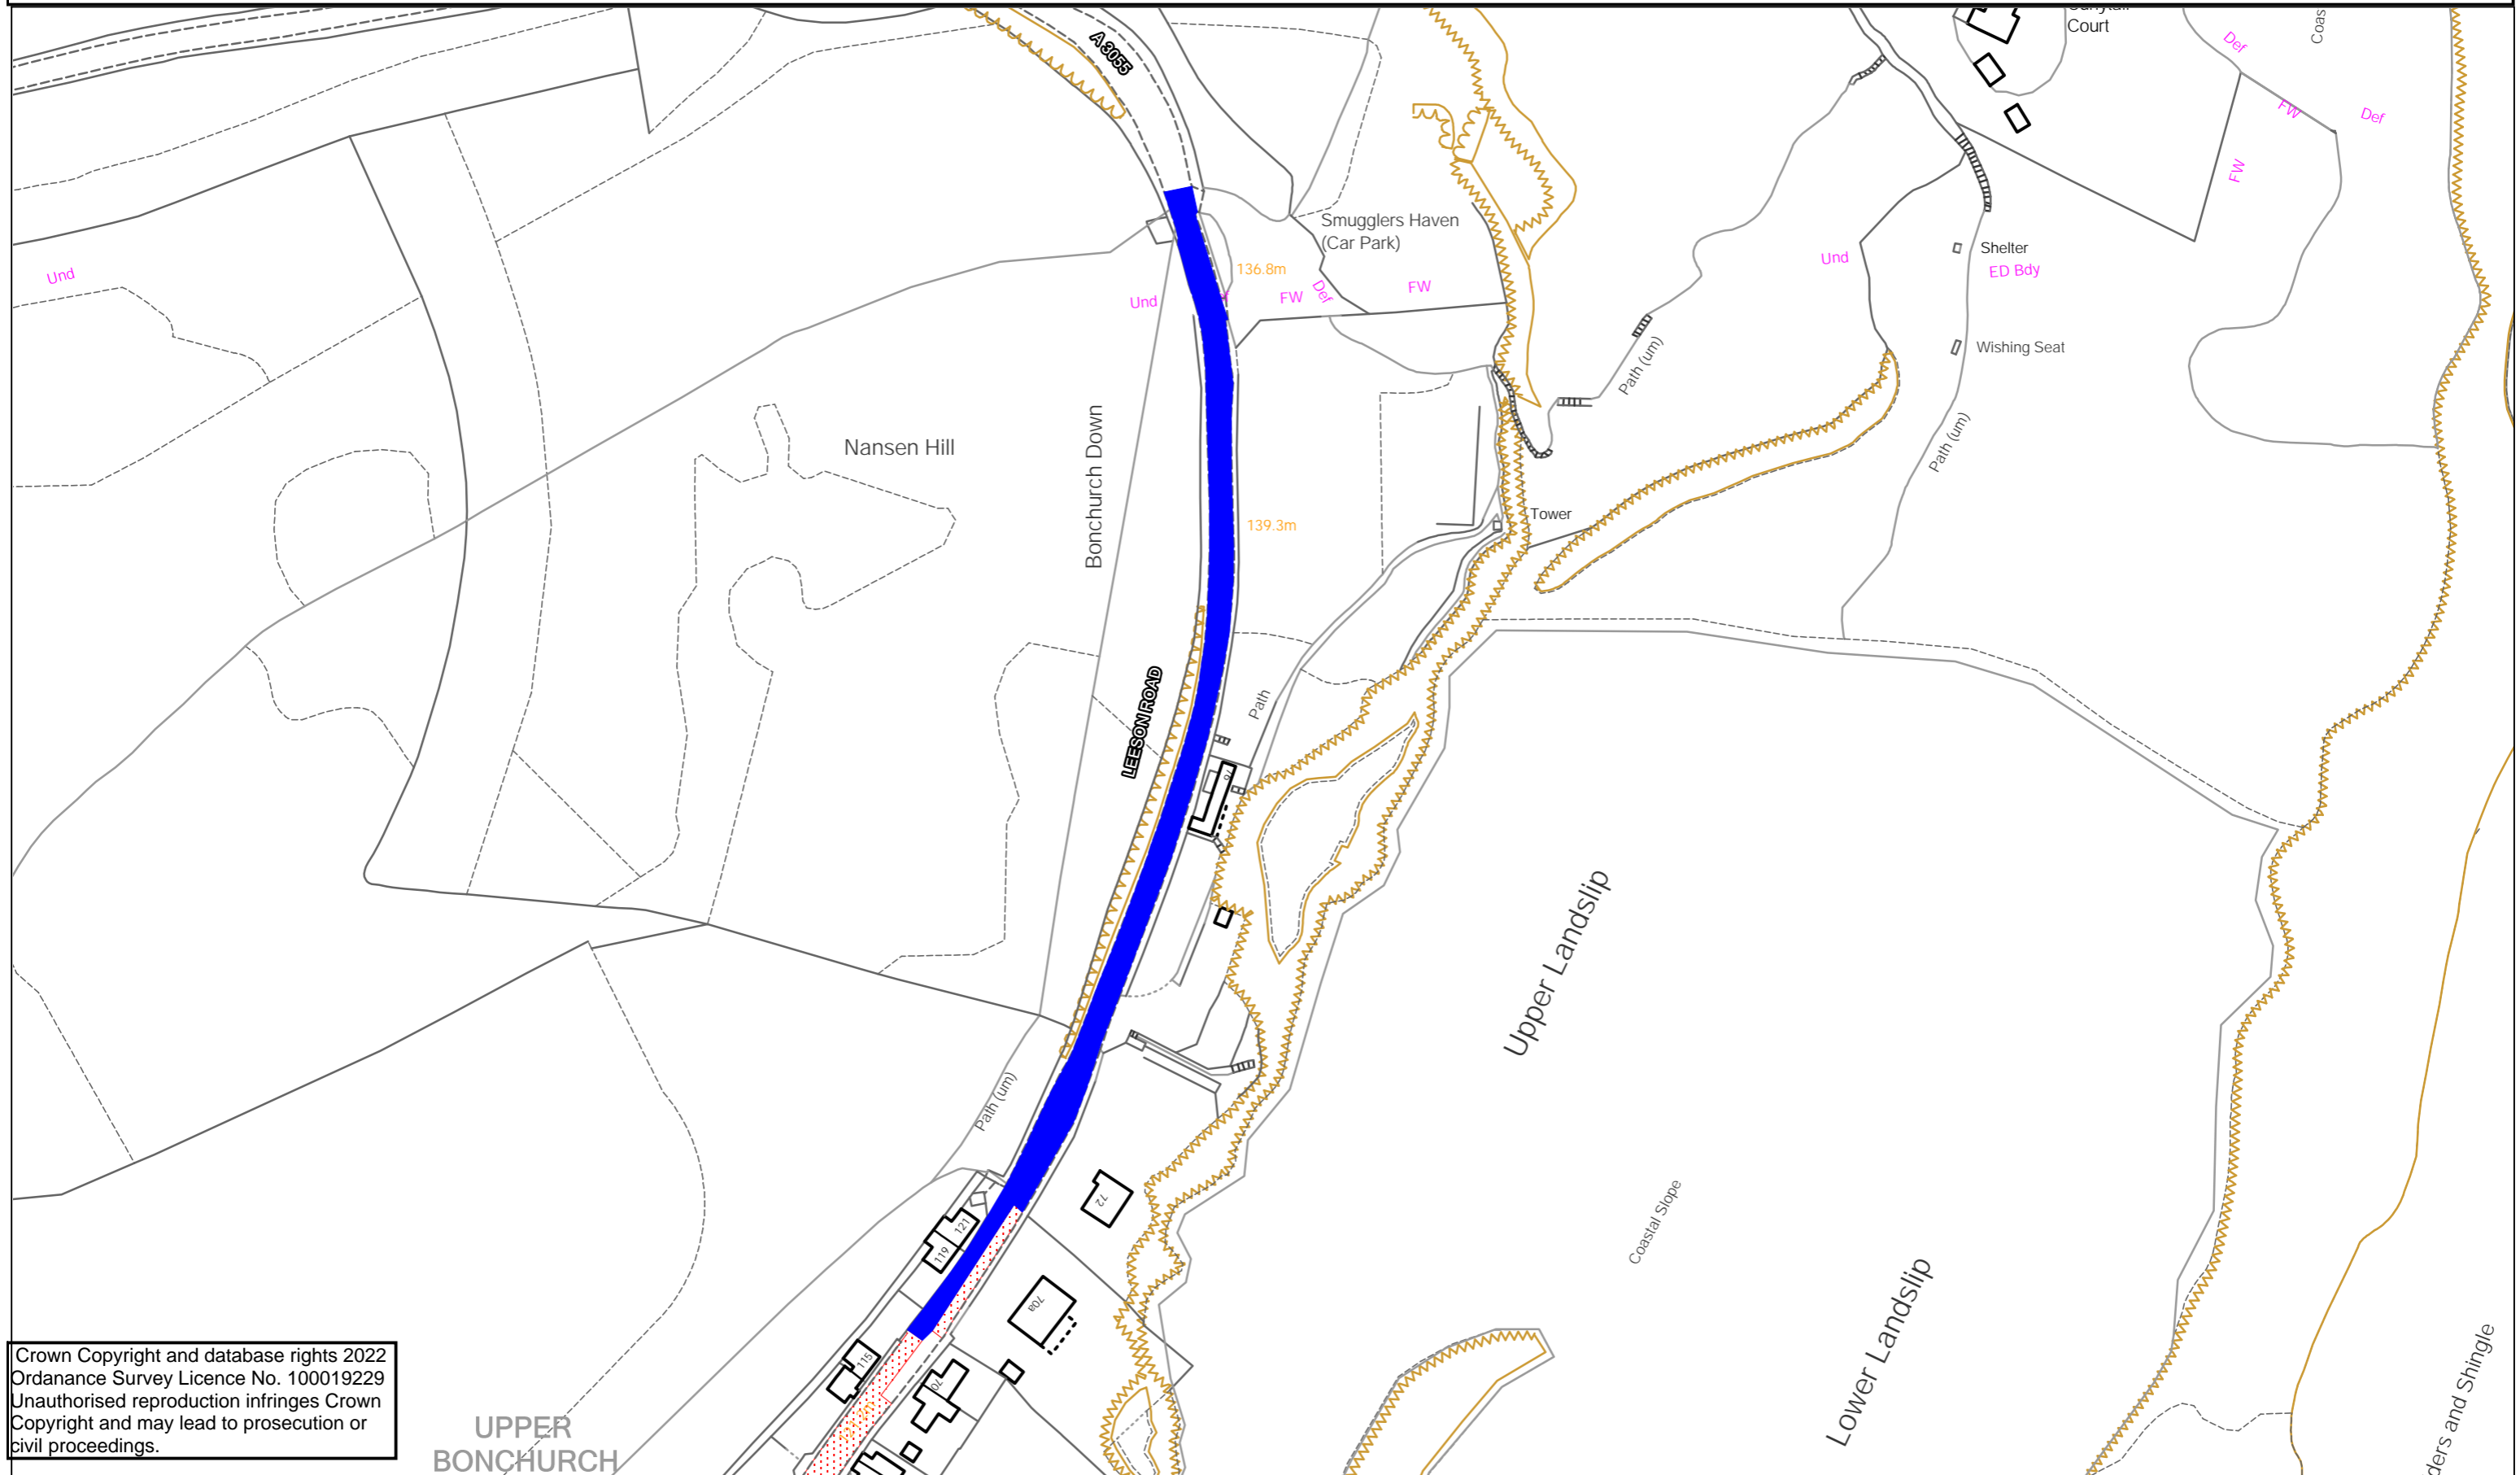 A 3055
Court
Coas
Def
FW
Def
FW
Smugglers Haven
(Car Park)
Und
136.8m
Und
FW
Def
FW
Und
Shelter
ED Bdy
Path (um)
Wishing Seat
Nansen Hill
Bonchurch Down
Path (um)
139.3m
Tower
LEESON ROAD
Path
76
Upper Landslip
Path (um)
72
121
119
Coastal Slope
70a
Lower Landslip
115
70
ders and Shingle
UPPER
BONCHURCH
Crown Copyright and database rights 2022
Ordanance Survey Licence No. 100019229
Unauthorised reproduction infringes Crown
Copyright and may lead to prosecution or
civil proceedings.